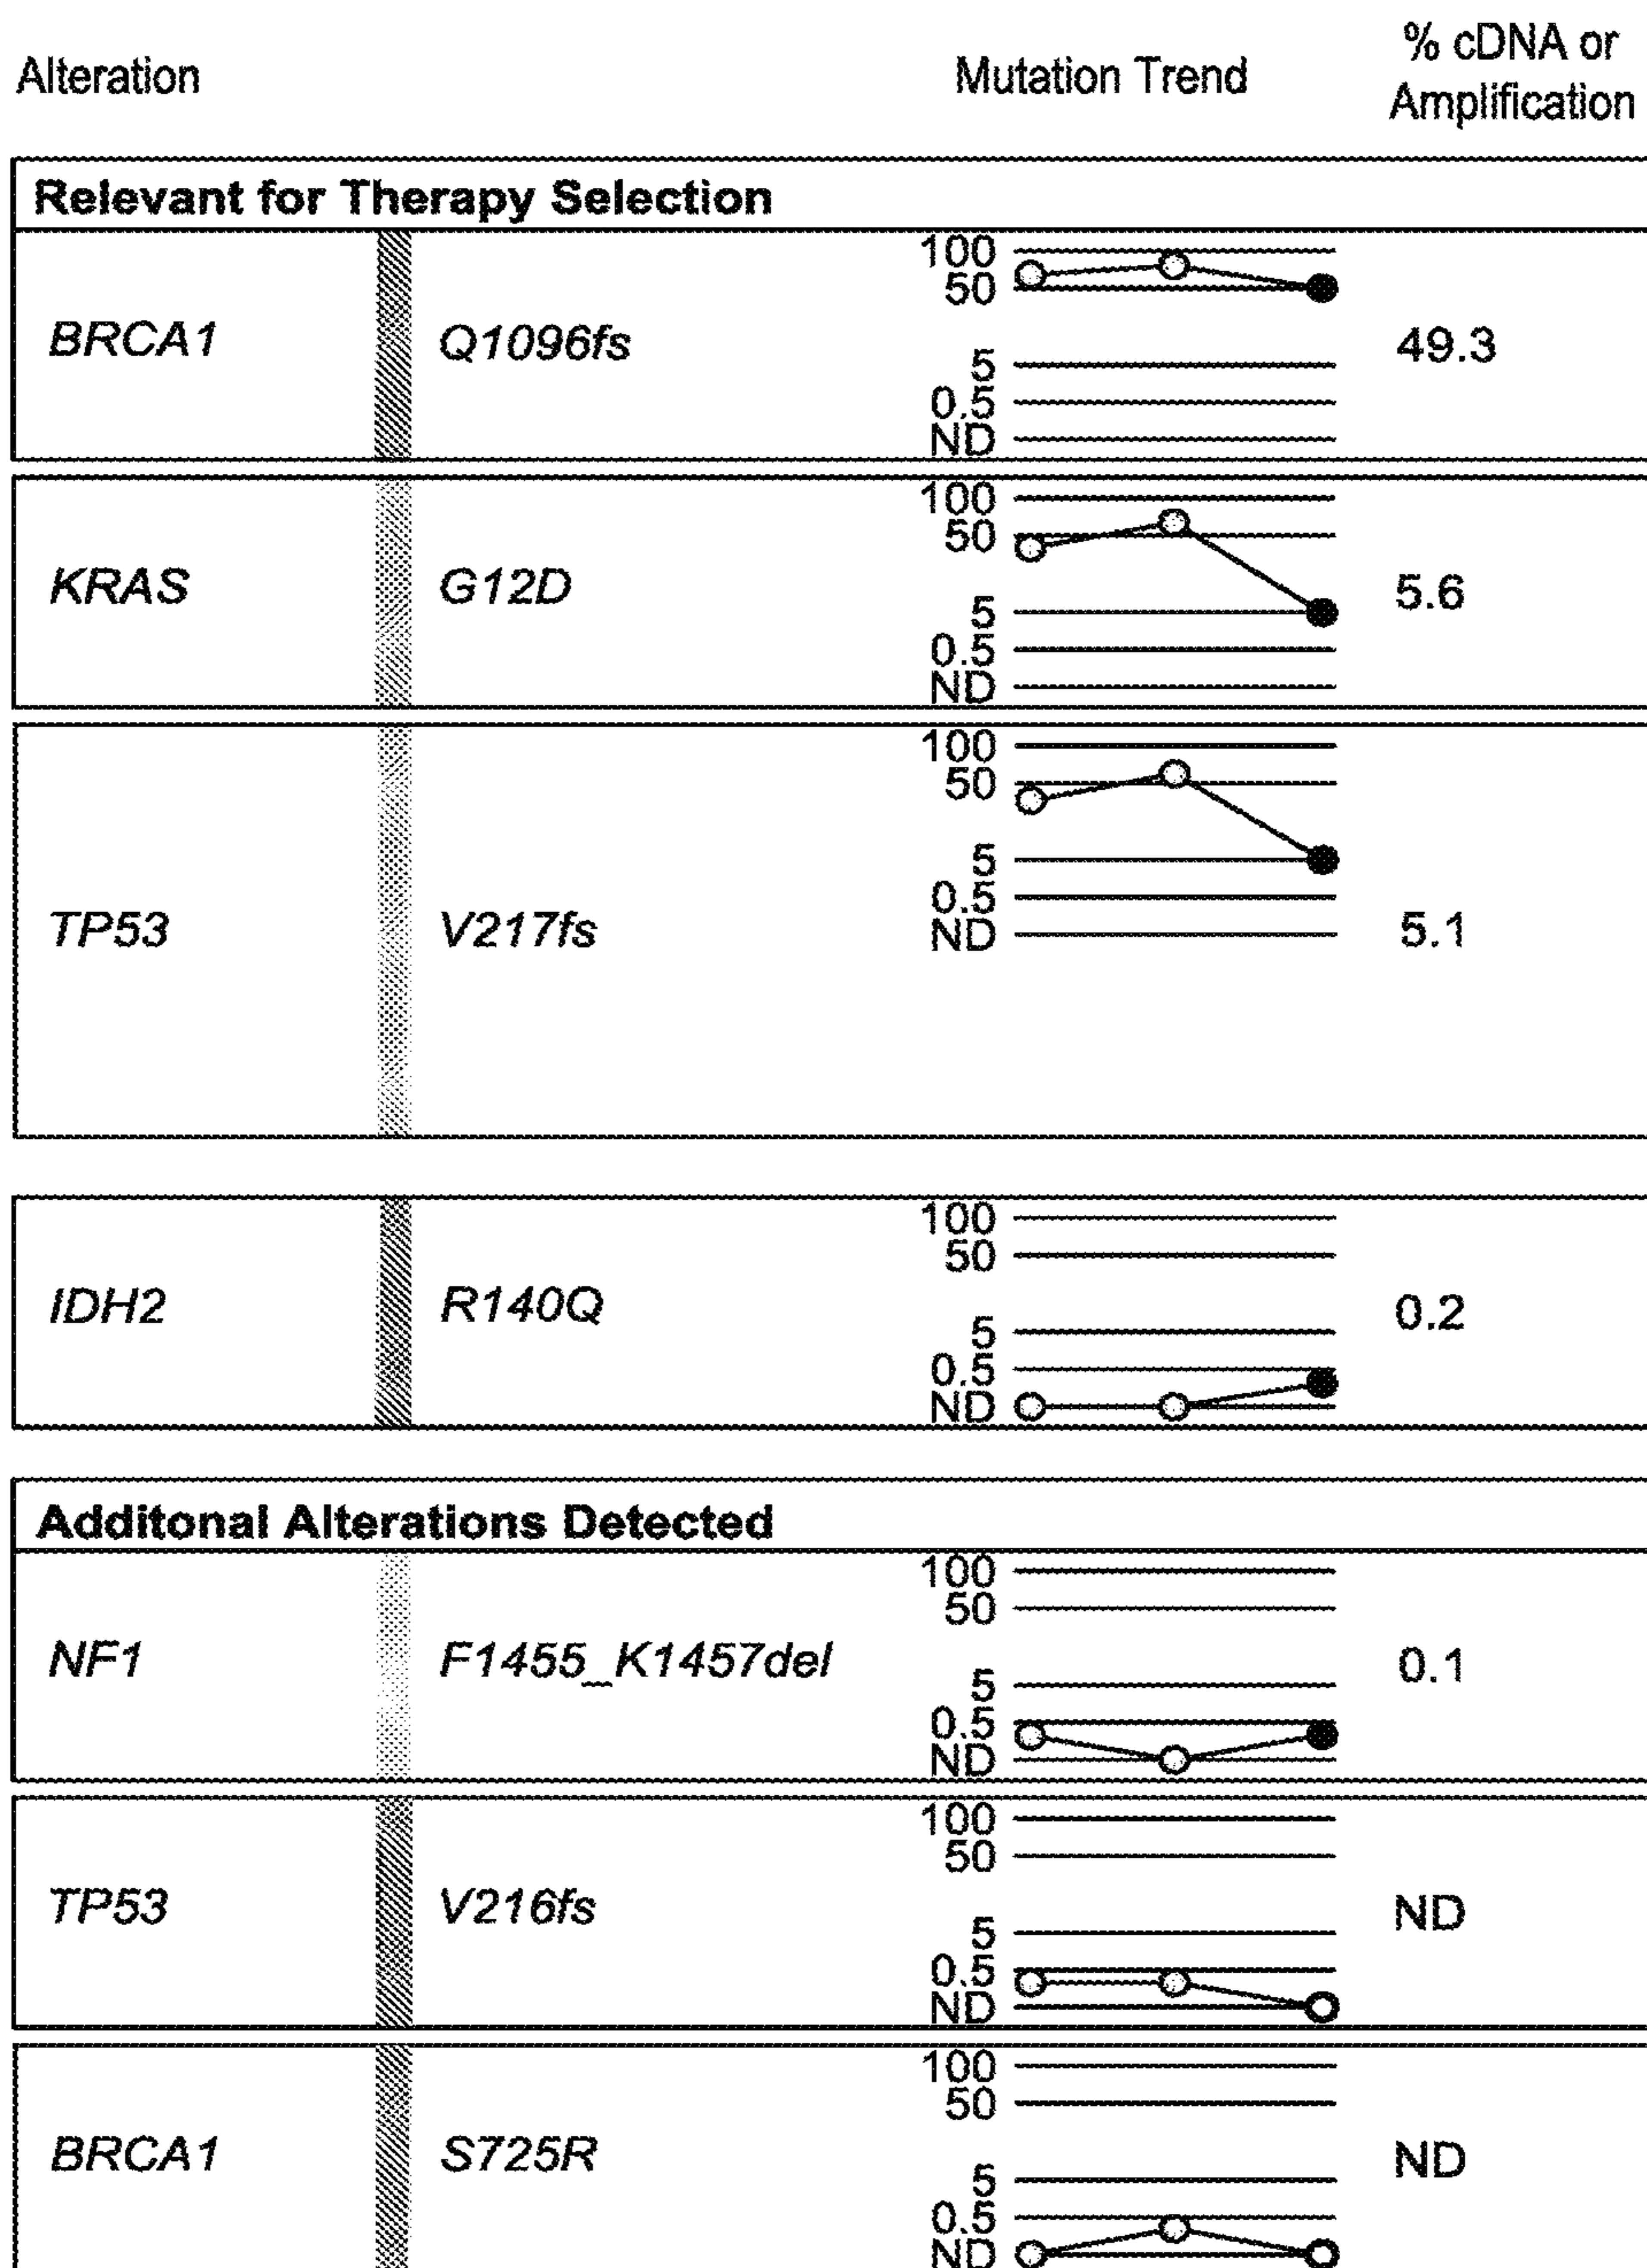 % cDNA or
Alteration Mutation Trend Amplification
Relevant for Therapy Selection
BRCA1 Q1096fs 49.3
100
50
5
0.5
ND
KRAS G12D 5.6
100
50
5
0.5
ND
TP53 V217fs 5.1
100
50
5
0.5
ND
IDH2 R140Q 0.2
100
50
5
0.5
ND
Additonal Alterations Detected
NF1 F1455_K1457del 0.1
100
50
5
0.5
ND
TP53 V216fs ND
100
50
5
0.5
ND
BRCA1 S725R ND
100
50
5
0.5
ND